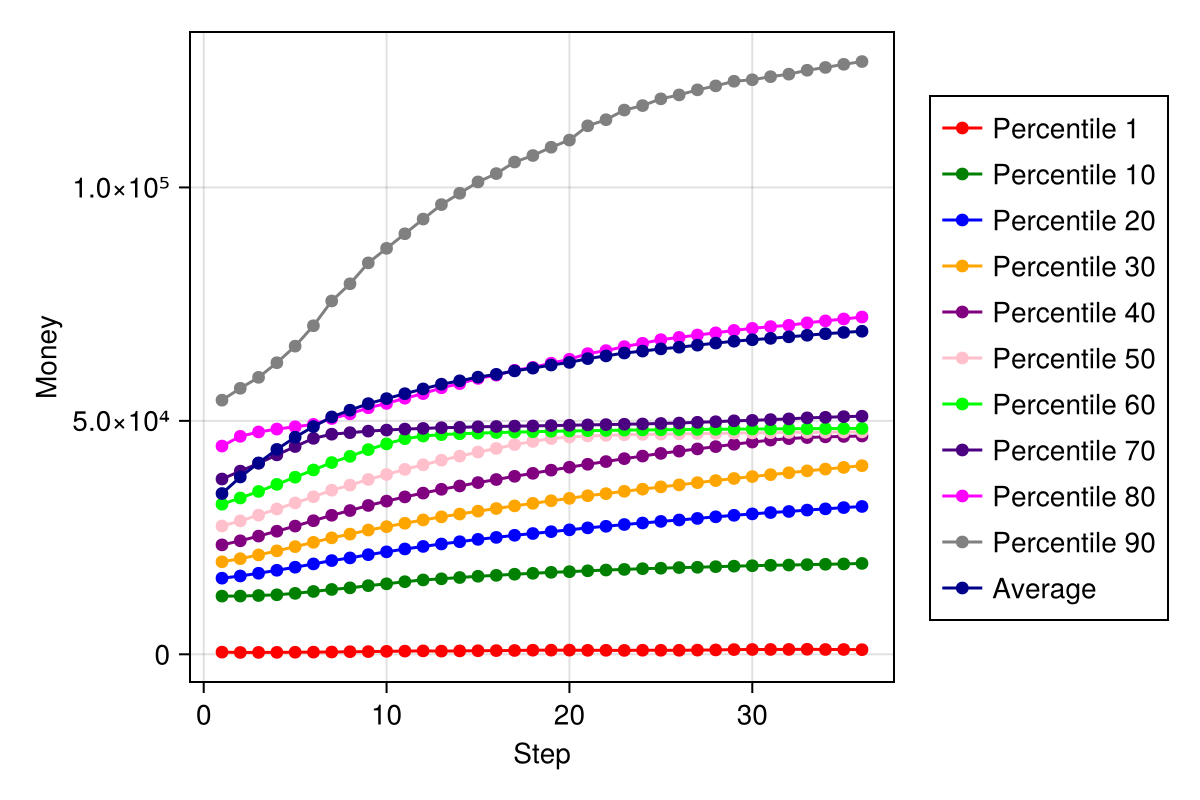 Money
1.0×10⁵
5.0×10⁴
0
0 10 20 30
Step
Percentile 1
Percentile 10
Percentile 20
Percentile 30
Percentile 40
Percentile 50
Percentile 60
Percentile 70
Percentile 80
Percentile 90
Average